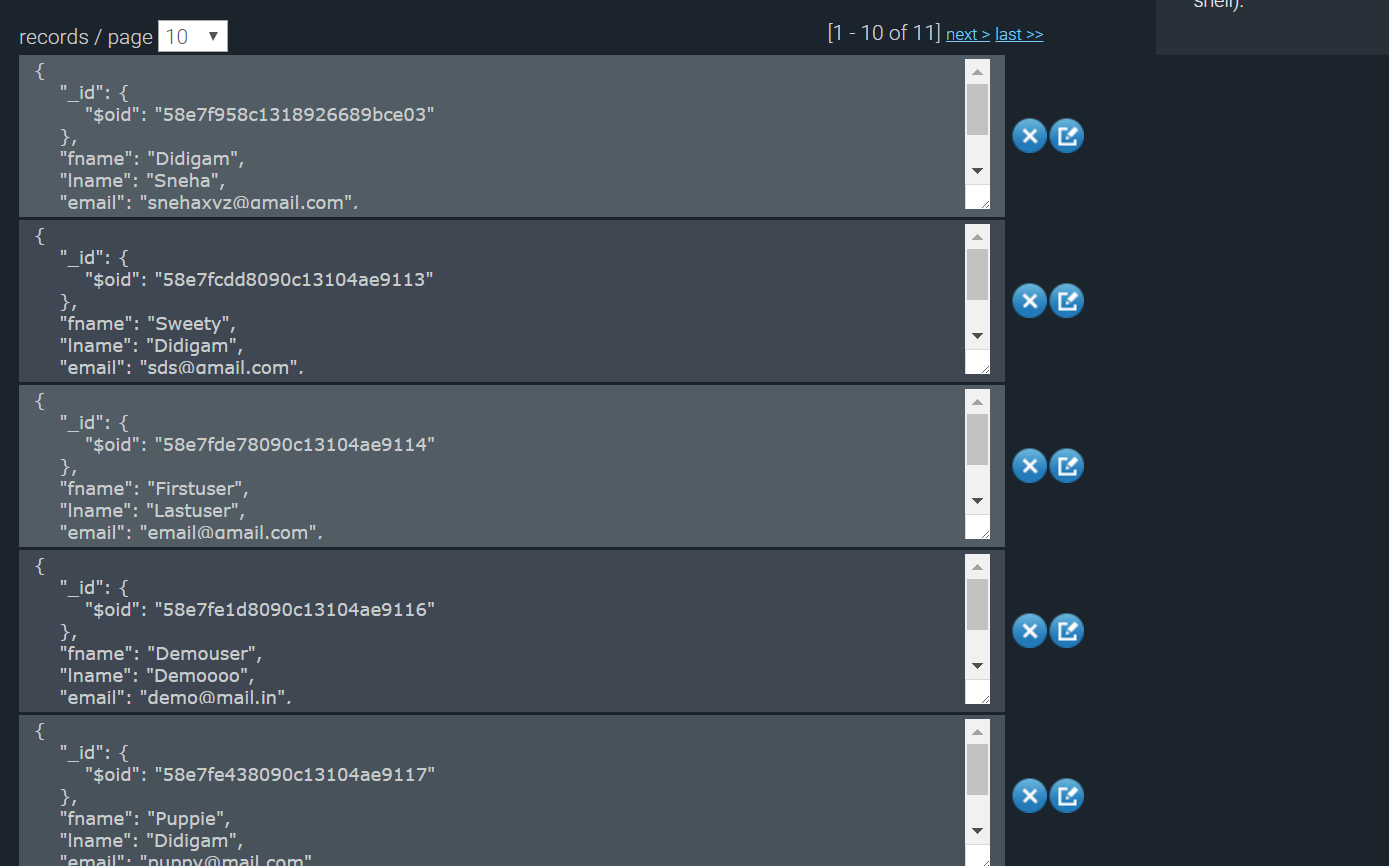 shell).
records / page 10
[1 - 10 of 11] next > last >>
{
"_id": {
"$oid": "58e7f958c1318926689bce03"
},
"fname": "Didigam",
"lname": "Sneha",
"email": "snehaxyz@gmail.com",
{
"_id": {
"$oid": "58e7fcdd8090c13104ae9113"
},
"fname": "Sweety",
"lname": "Didigam",
"email": "sds@gmail.com",
{
"_id": {
"$oid": "58e7fde78090c13104ae9114"
},
"fname": "Firstuser",
"lname": "Lastuser",
"email": "email@gmail.com",
{
"_id": {
"$oid": "58e7fe1d8090c13104ae9116"
},
"fname": "Demouser",
"lname": "Demoooo",
"email": "demo@mail.in",
{
"_id": {
"$oid": "58e7fe438090c13104ae9117"
},
"fname": "Puppie",
"lname": "Didigam",
"email": "puppy@mail.com"